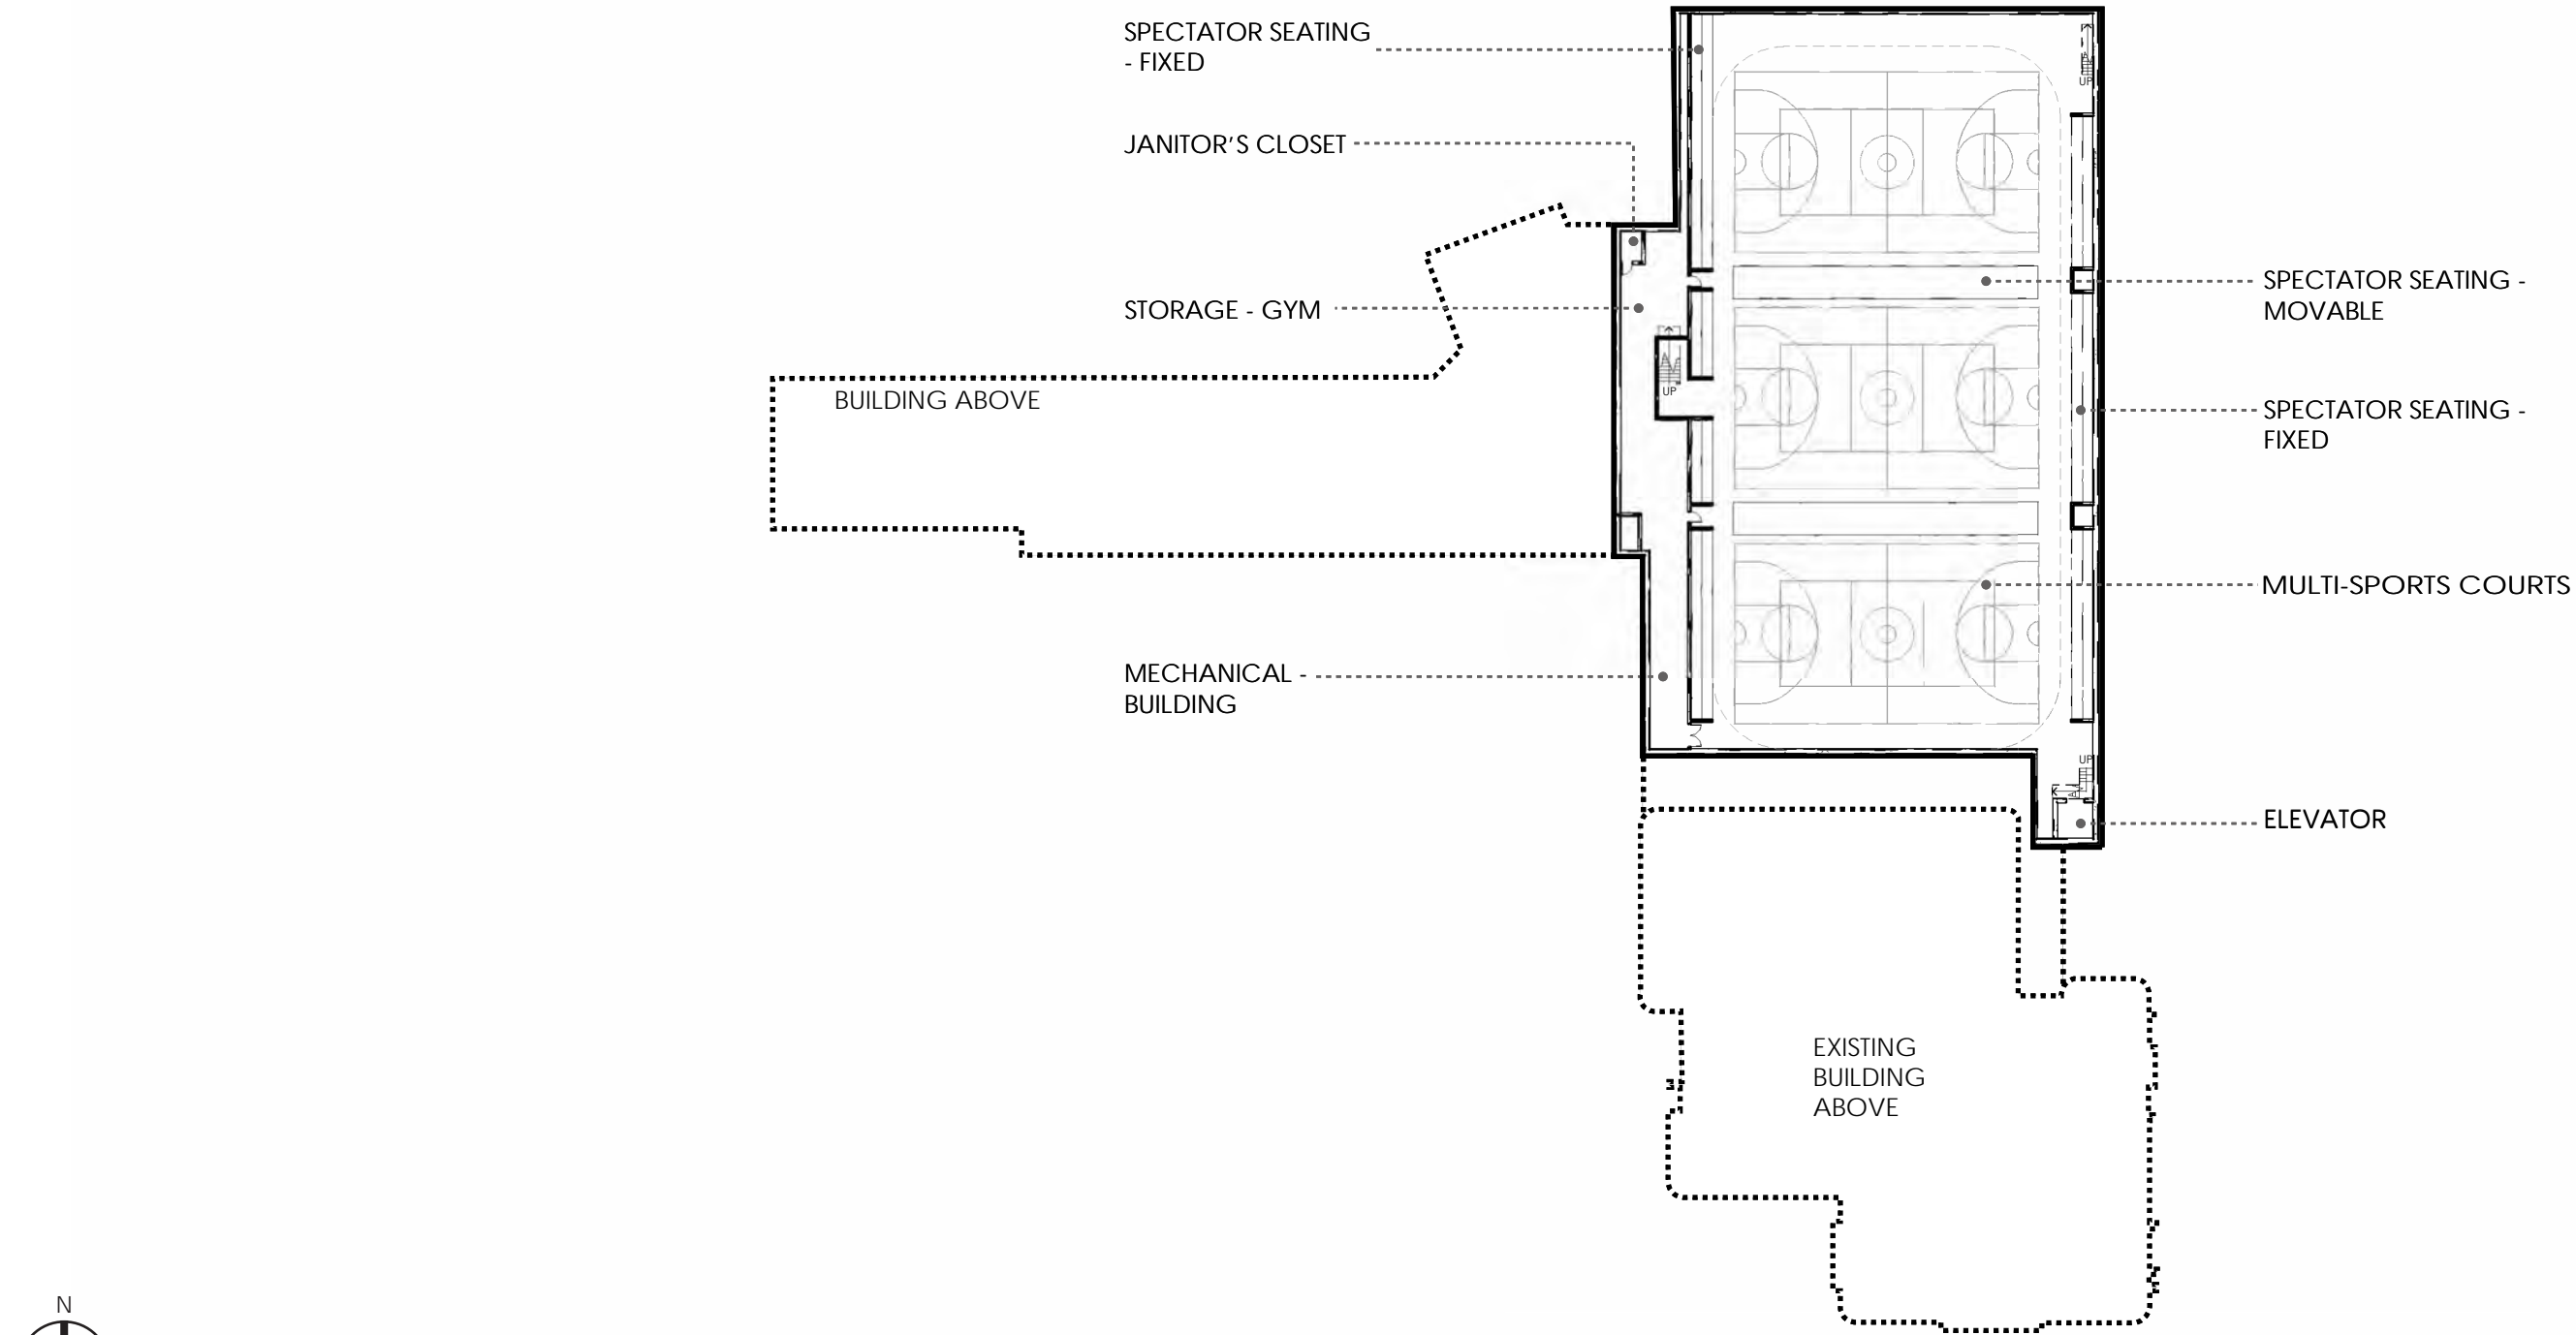 SPECTATOR SEATING
- FIXED
JANITOR'S CLOSET
STORAGE - GYM
BUILDING ABOVE
MECHANICAL -
BUILDING
UP
UP
UP
SPECTATOR SEATING -
MOVABLE
SPECTATOR SEATING -
FIXED
MULTI-SPORTS COURTS
ELEVATOR
EXISTING
BUILDING
ABOVE
N